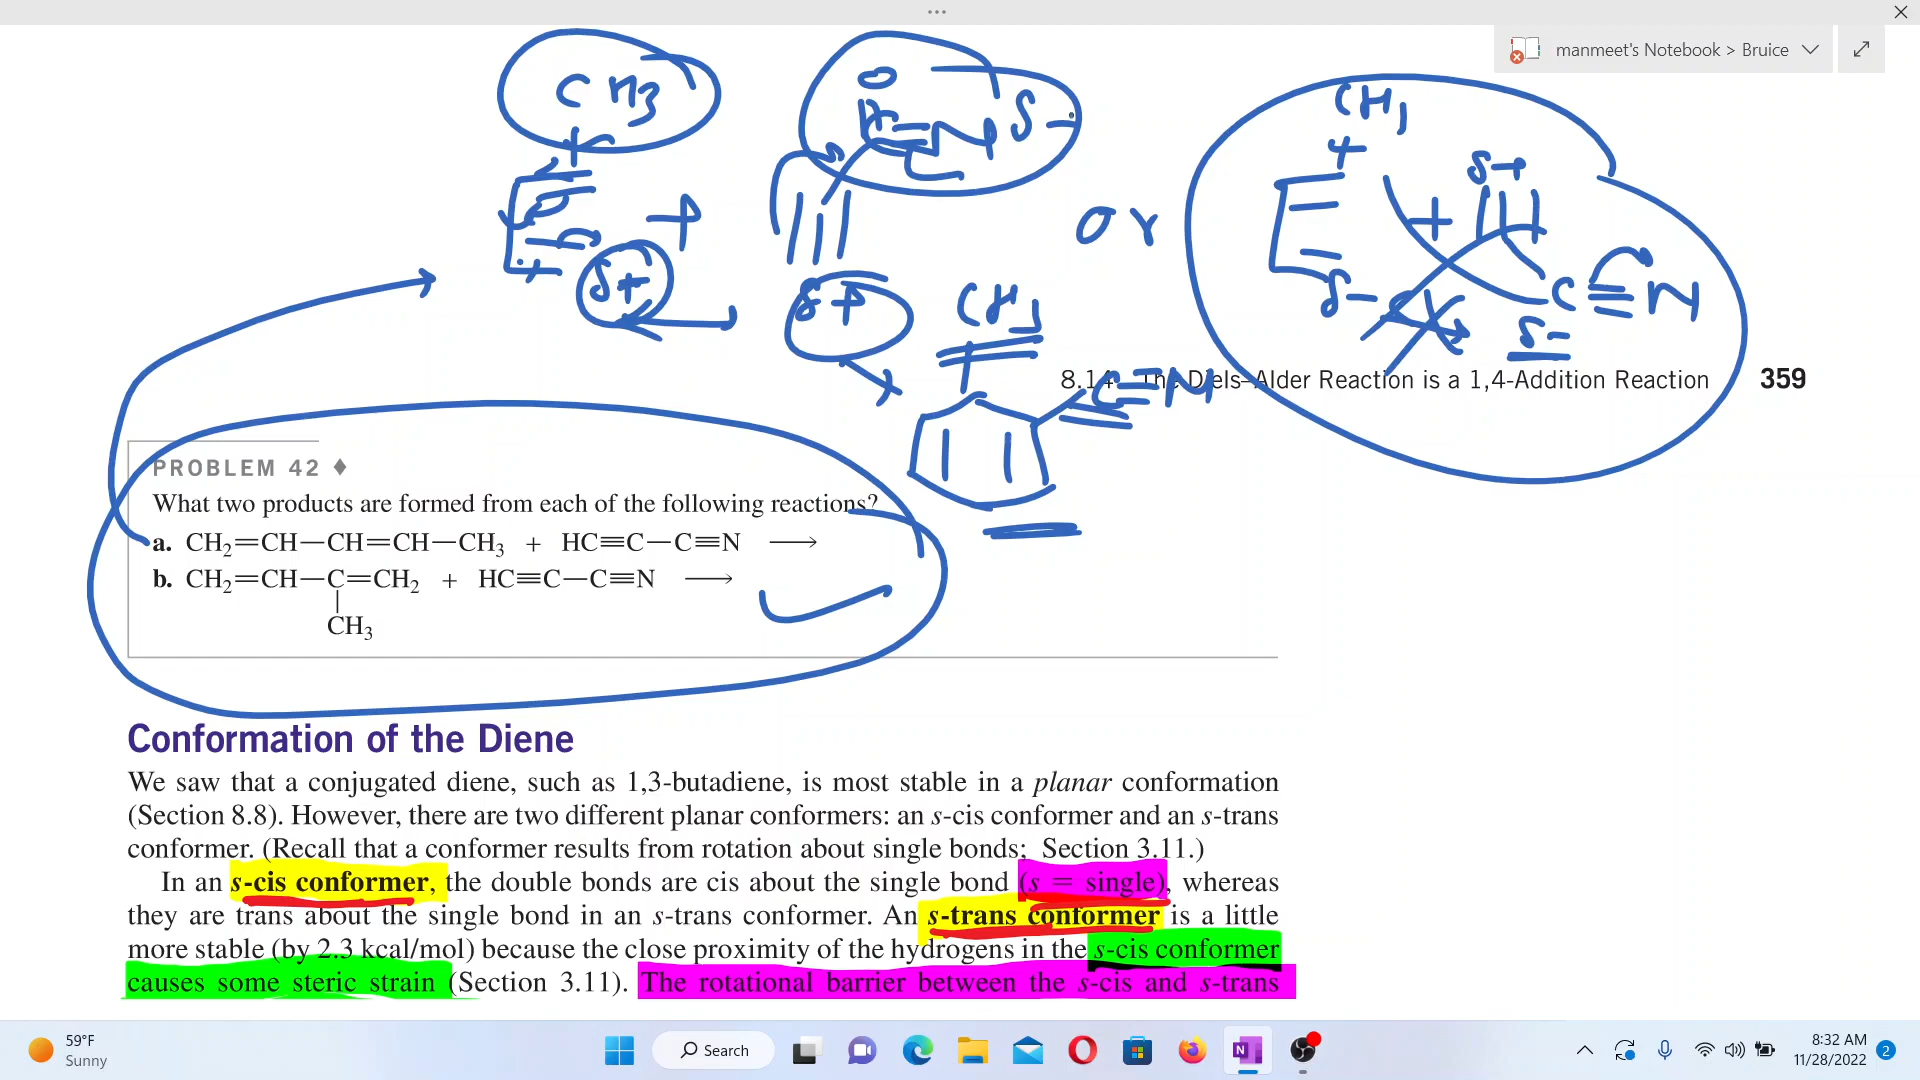 manmeet's Notebook > Bruice
CH3
δ-
δ+
+
δ+
or
CH3
+
δ+
δ-
C≡N
δ-
CH3
C≡N
8.14 The Diels–Alder Reaction is a 1,4-Addition Reaction 359
PROBLEM 42 ♦
What two products are formed from each of the following reactions?
a. CH₂=CH—CH=CH—CH₃ + HC≡C—C≡N ⟶
b. CH₂=CH—C=CH₂ + HC≡C—C≡N ⟶
CH₃
Conformation of the Diene
We saw that a conjugated diene, such as 1,3-butadiene, is most stable in a planar conformation
(Section 8.8). However, there are two different planar conformers: an s-cis conformer and an s-trans
conformer. (Recall that a conformer results from rotation about single bonds; Section 3.11.)
In an s-cis conformer, the double bonds are cis about the single bond (s = single), whereas
they are trans about the single bond in an s-trans conformer. An s-trans conformer is a little
more stable (by 2.3 kcal/mol) because the close proximity of the hydrogens in the s-cis conformer
causes some steric strain (Section 3.11). The rotational barrier between the s-cis and s-trans
59°F
Sunny
Search
8:32 AM
11/28/2022
2